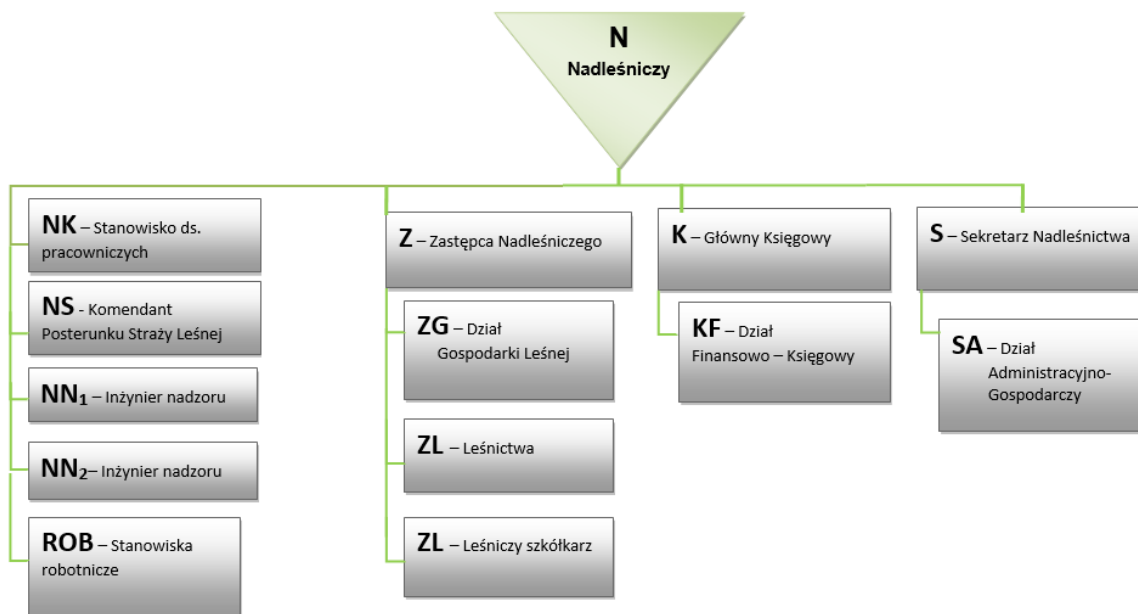 N
Nadleśniczy
NK – Stanowisko ds.
pracowniczych
NS - Komendant
Posterunku Straży Leśnej
NN₁ – Inżynier nadzoru
NN₂– Inżynier nadzoru
ROB – Stanowiska
robotnicze
Z – Zastępca Nadleśniczego
ZG – Dział
Gospodarki Leśnej
ZL – Leśnictwa
ZL – Leśniczy szkółkarz
K – Główny Księgowy
KF – Dział
Finansowo – Księgowy
S – Sekretarz Nadleśnictwa
SA – Dział
Administracyjno-
Gospodarczy